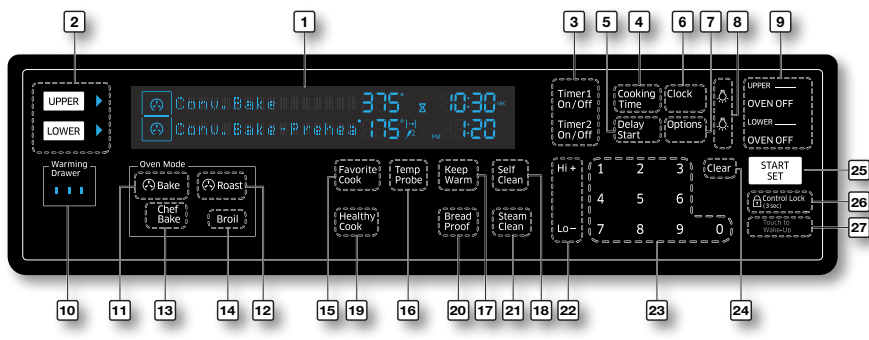 2
1
3
5
4
6
7
8
9
UPPER
LOWER
Conv. Bake 375° 10:30
Conv. Bake-Prehea 175° PM 1:20
Timer1
On/Off
Timer2
On/Off
Cooking
Time
Delay
Start
lock
Options
UPPER
OVEN OFF
LOWER
OVEN OFF
Warming
Drawer
Oven Mode
Bake
Roast
Chef
Bake
Broil
Favorite
Cook
Temp
Probe
Keep
Warm
Self
Clean
Healthy
Cook
Bread
Proof
Steam
Clean
Hi +
Lo−
1 2 3
4 5 6
7 8 9 0
Clear
START
SET
Control Lock
(3 sec)
Touch to
Wake-Up
25
26
27
10
11
13
14
12
15
19
16
20
17
21
18
22
23
24